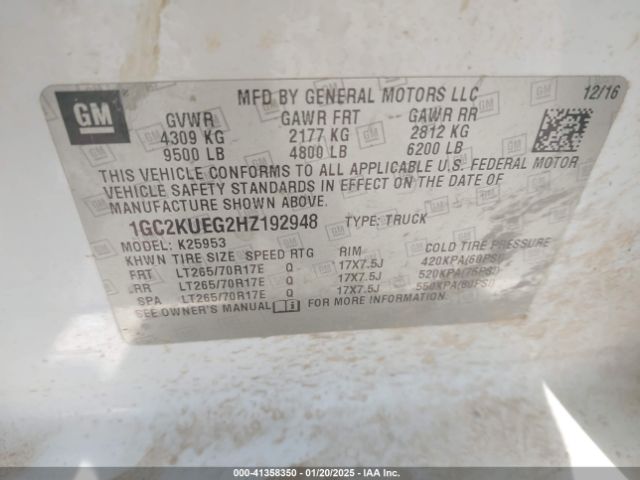 GM
MFD BY GENERAL MOTORS LLC
12/16
GVWR GAWR FRT GAWR RR
4309 KG 2177 KG 2812 KG
9500 LB 4800 LB 6200 LB
THIS VEHICLE CONFORMS TO ALL APPLICABLE U.S. FEDERAL MOTOR
VEHICLE SAFETY STANDARDS IN EFFECT ON THE DATE OF
MANUFACTURE SHOWN ABOVE.
1GC2KUEG2HZ192948 TYPE: TRUCK
MODEL: K25953
KHWN TIRE SIZE SPEED RTG RIM COLD TIRE PRESSURE
FRT LT265/70R17E Q 17X7.5J 420KPA(60PSI)
RR LT265/70R17E Q 17X7.5J 520KPA(75PSI)
SPA LT265/70R17E Q 17X7.5J 550KPA(80PSI)
SEE OWNER'S MANUAL FOR MORE INFORMATION.
000-41358350 | 01/20/2025 | IAA Inc.